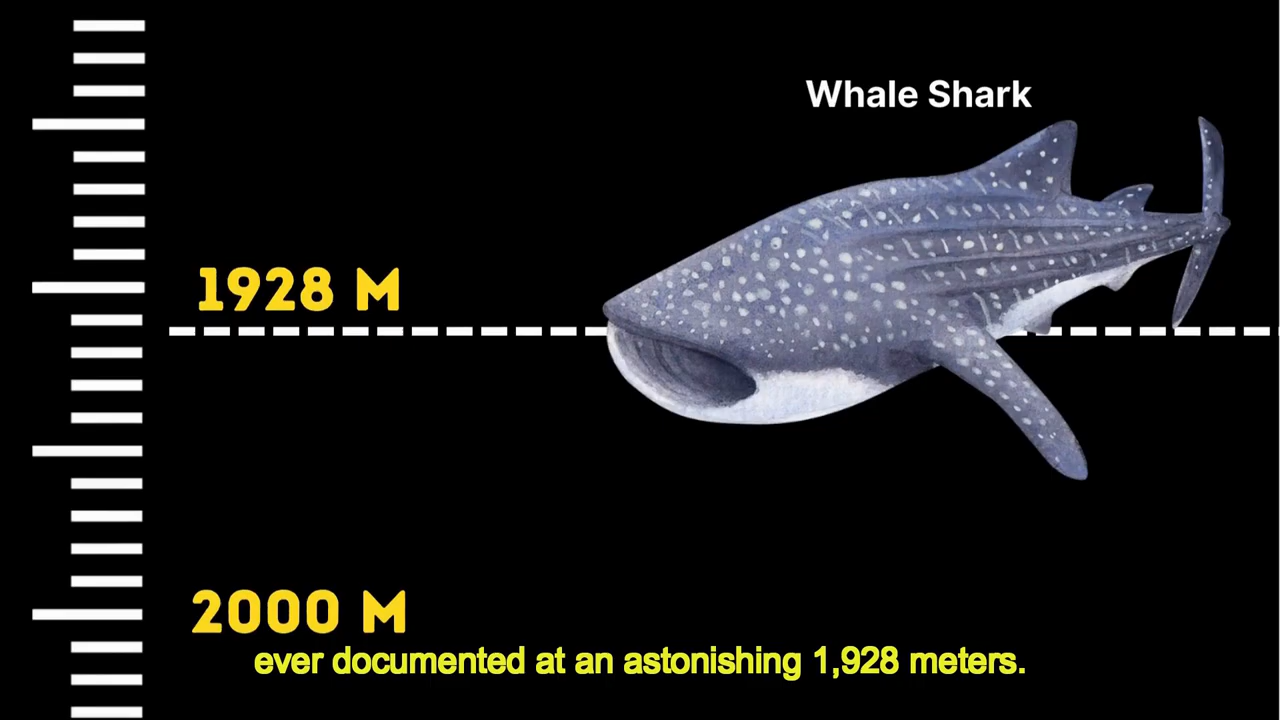 Whale Shark
1928 M
2000 M
ever documented at an astonishing 1,928 meters.